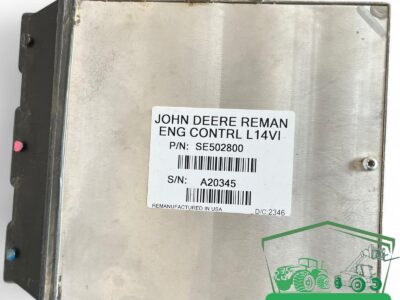 JOHN DEERE REMAN
ENG CONTRL L14VI
P/N: SE502800
S/N: A20345
REMANUFACTURED IN USA D/C:2346